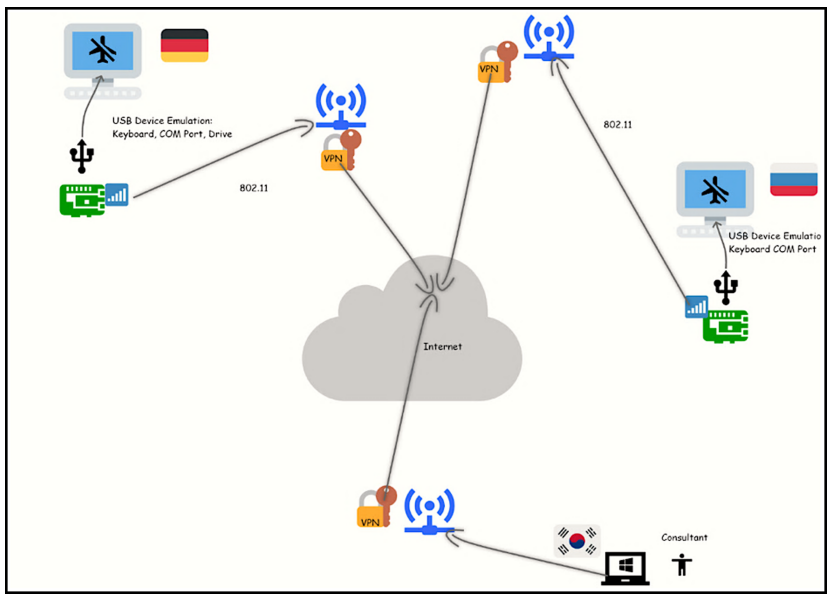 VPN
USB Device Emulation:
Keyboard, COM Port, Drive
802.11
VPN
802.11
USB Device Emulatio
Keyboard COM Port
Internet
VPN
Consultant